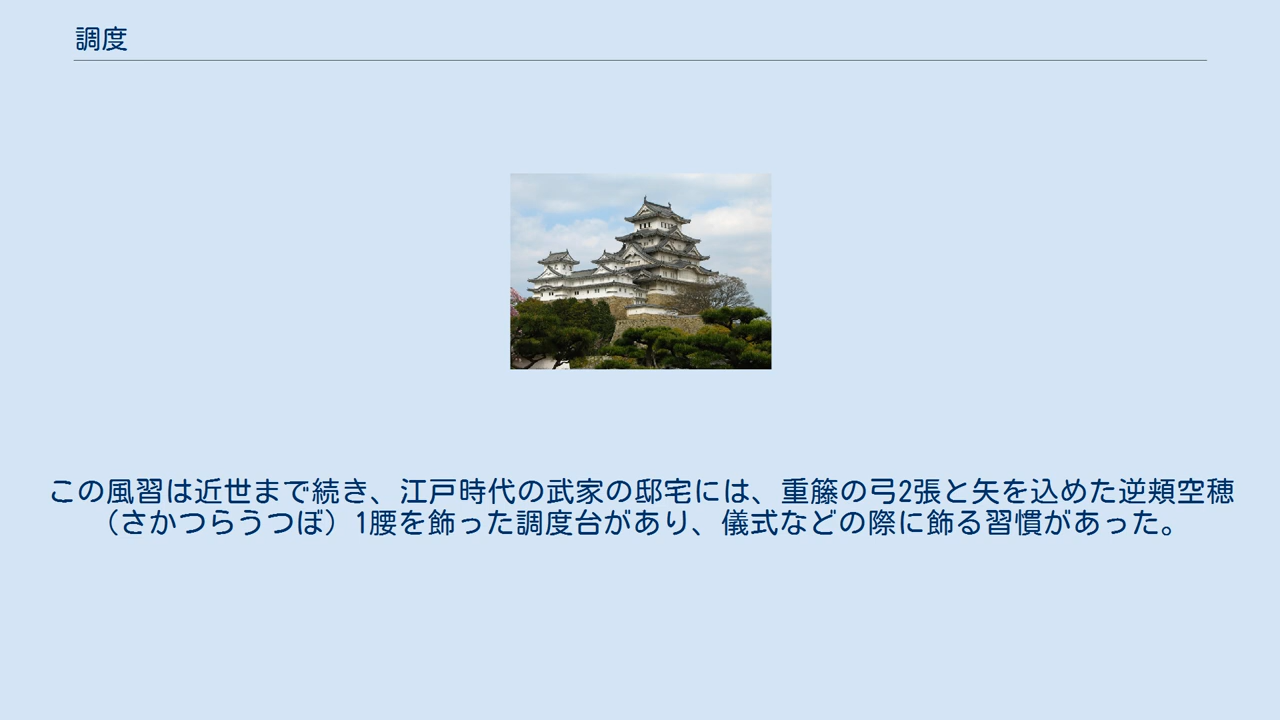 調度
この風習は近世まで続き、江戸時代の武家の邸宅には、重籐の弓2張と矢を込めた逆頬空穂
（さかつらうつぼ）1腰を飾った調度台があり、儀式などの際に飾る習慣があった。